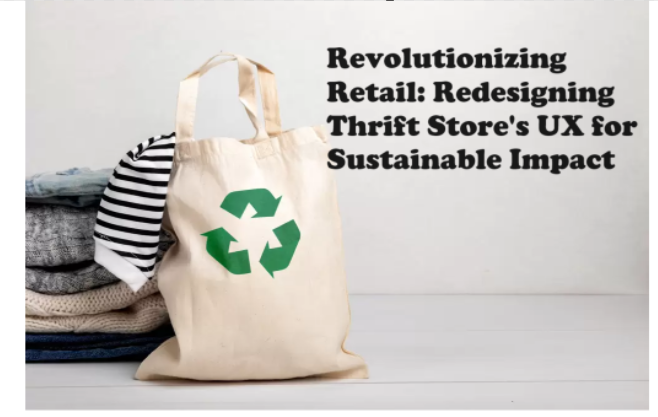 Revolutionizing
Retail: Redesigning
Thrift Store's UX for
Sustainable Impact